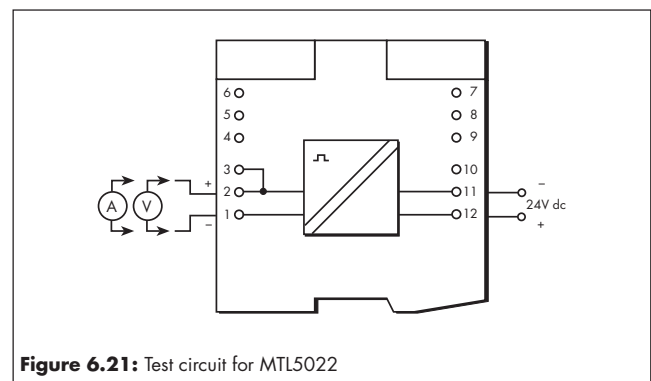 6 7
5 8
4 9
3 10
+ 2 11 −
A V 24V dc
− 1 12 +
Figure 6.21: Test circuit for MTL5022